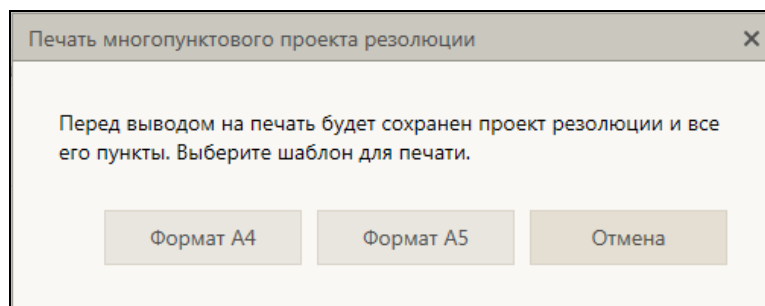 Печать многопунктового проекта резолюции
Перед выводом на печать будет сохранен проект резолюции и все
его пункты. Выберите шаблон для печати.
Формат А4 Формат А5 Отмена